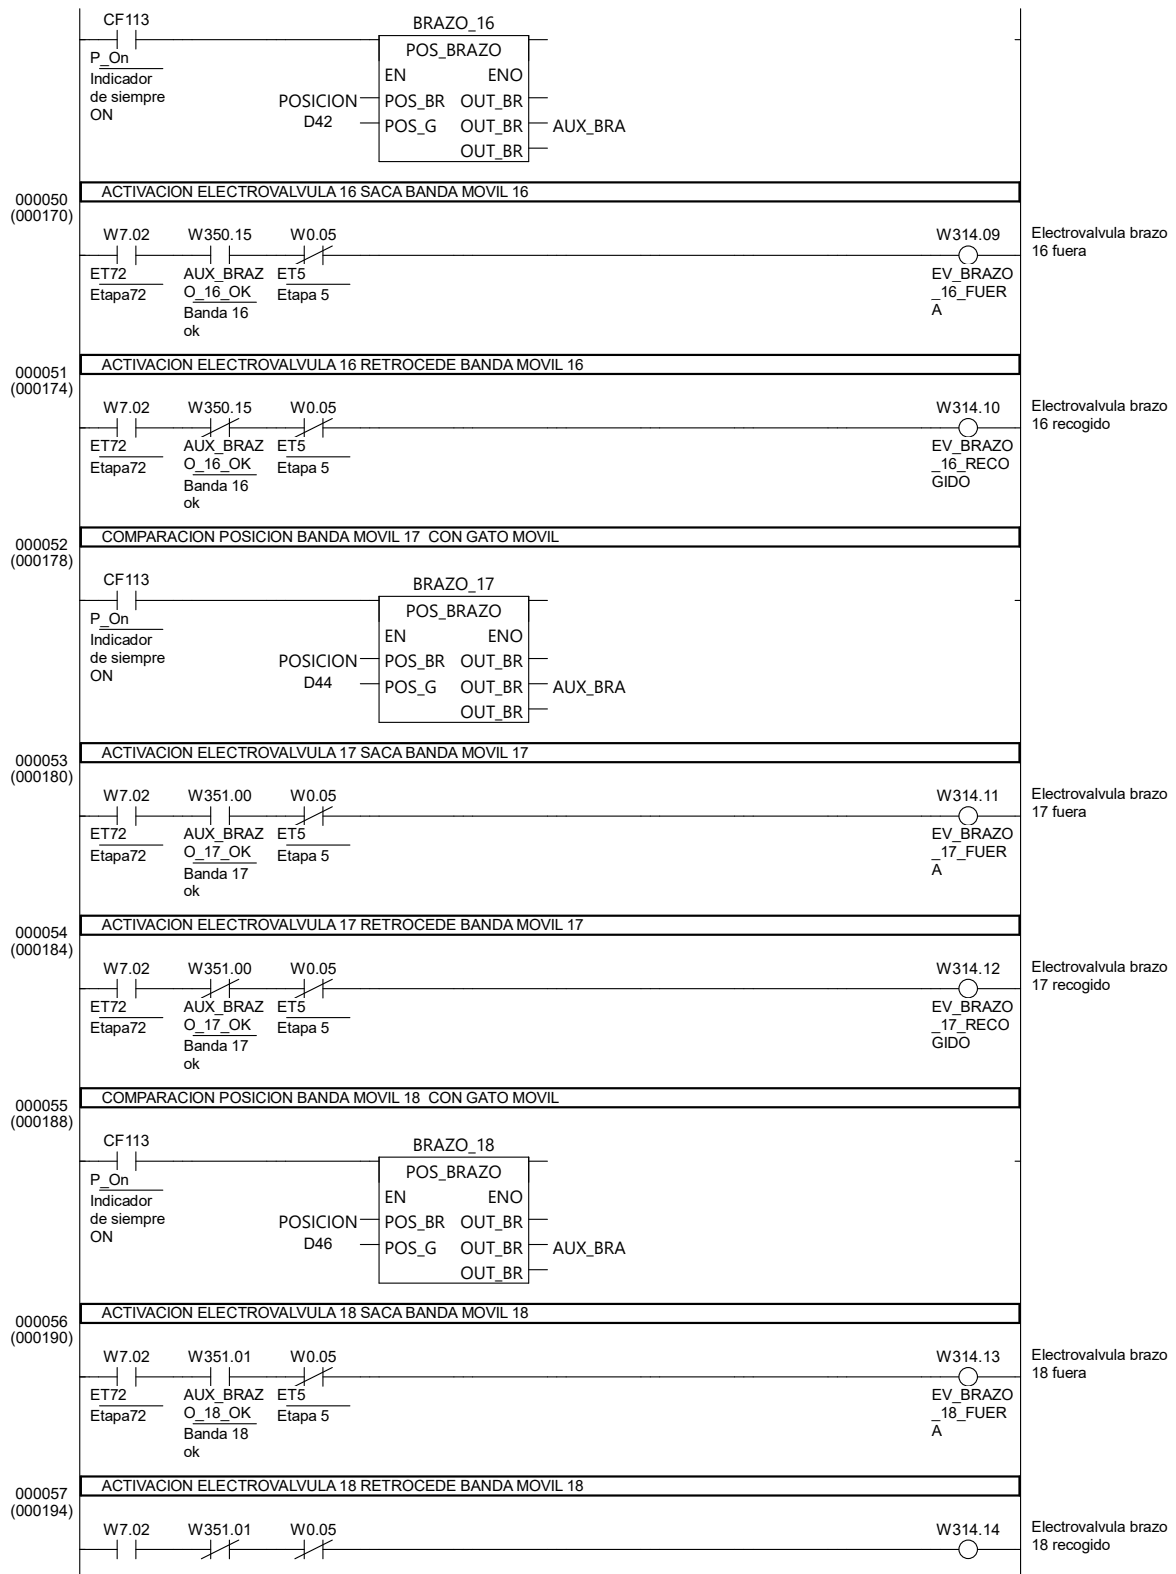 CF113
P_On
Indicador
de siempre
ON
BRAZO_16
POS_BRAZO
EN ENO
POSICION POS_BR OUT_BR
D42 POS_G OUT_BR AUX_BRA
OUT_BR
000050
(000170)
ACTIVACION ELECTROVALVULA 16 SACA BANDA MOVIL 16
W7.02 W350.15 W0.05 W314.09
ET72 AUX_BRAZ ET5 EV_BRAZO
Etapa72 O_16_OK Etapa 5 _16_FUER
Banda 16 A
ok
Electrovalvula brazo
16 fuera
000051
(000174)
ACTIVACION ELECTROVALVULA 16 RETROCEDE BANDA MOVIL 16
W7.02 W350.15 W0.05 W314.10
ET72 AUX_BRAZ ET5 EV_BRAZO
Etapa72 O_16_OK Etapa 5 _16_RECO
Banda 16 GIDO
ok
Electrovalvula brazo
16 recogido
000052
(000178)
COMPARACION POSICION BANDA MOVIL 17 CON GATO MOVIL
CF113
P_On
Indicador
de siempre
ON
BRAZO_17
POS_BRAZO
EN ENO
POSICION POS_BR OUT_BR
D44 POS_G OUT_BR AUX_BRA
OUT_BR
000053
(000180)
ACTIVACION ELECTROVALVULA 17 SACA BANDA MOVIL 17
W7.02 W351.00 W0.05 W314.11
ET72 AUX_BRAZ ET5 EV_BRAZO
Etapa72 O_17_OK Etapa 5 _17_FUER
Banda 17 A
ok
Electrovalvula brazo
17 fuera
000054
(000184)
ACTIVACION ELECTROVALVULA 17 RETROCEDE BANDA MOVIL 17
W7.02 W351.00 W0.05 W314.12
ET72 AUX_BRAZ ET5 EV_BRAZO
Etapa72 O_17_OK Etapa 5 _17_RECO
Banda 17 GIDO
ok
Electrovalvula brazo
17 recogido
000055
(000188)
COMPARACION POSICION BANDA MOVIL 18 CON GATO MOVIL
CF113
P_On
Indicador
de siempre
ON
BRAZO_18
POS_BRAZO
EN ENO
POSICION POS_BR OUT_BR
D46 POS_G OUT_BR AUX_BRA
OUT_BR
000056
(000190)
ACTIVACION ELECTROVALVULA 18 SACA BANDA MOVIL 18
W7.02 W351.01 W0.05 W314.13
ET72 AUX_BRAZ ET5 EV_BRAZO
Etapa72 O_18_OK Etapa 5 _18_FUER
Banda 18 A
ok
Electrovalvula brazo
18 fuera
000057
(000194)
ACTIVACION ELECTROVALVULA 18 RETROCEDE BANDA MOVIL 18
W7.02 W351.01 W0.05 W314.14
Electrovalvula brazo
18 recogido